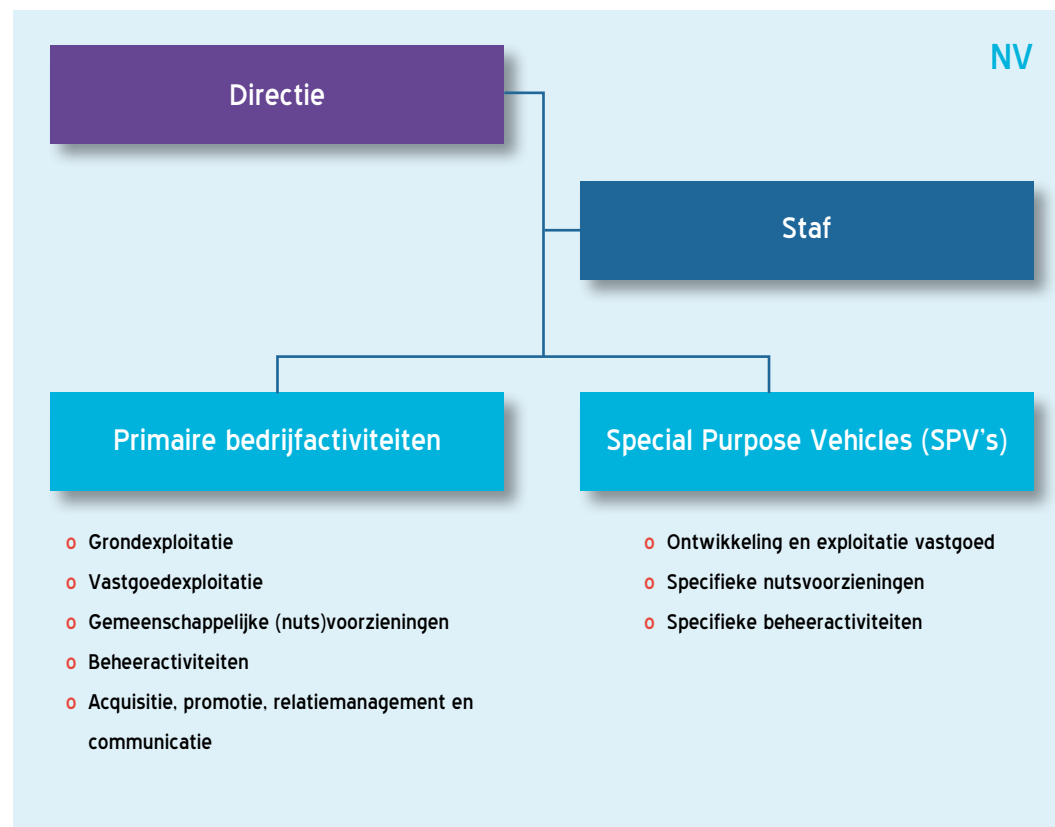 NV
Directie
Staf
Primaire bedrijfactiviteiten
Special Purpose Vehicles (SPV's)
o Grondexploitatie
o Vastgoedexploitatie
o Gemeenschappelijke (nuts)voorzieningen
o Beheeractiviteiten
o Acquisitie, promotie, relatiemanagement en
communicatie
o Ontwikkeling en exploitatie vastgoed
o Specifieke nutsvoorzieningen
o Specifieke beheeractiviteiten